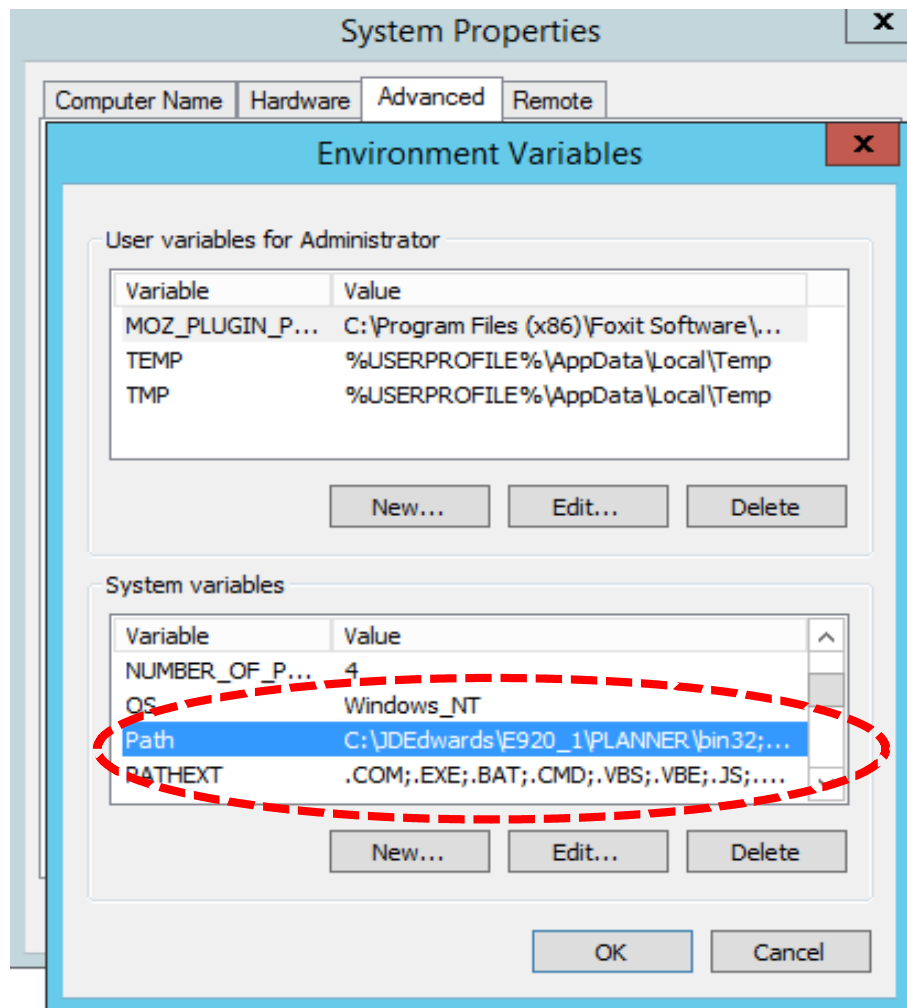 System Properties
x
Computer Name Hardware Advanced Remote
Environment Variables
x
User variables for Administrator
Variable Value
MOZ_PLUGIN_P... C:\Program Files (x86)\Foxit Software\...
TEMP %USERPROFILE%\AppData\Local\Temp
TMP %USERPROFILE%\AppData\Local\Temp
New... Edit... Delete
System variables
Variable Value
NUMBER_OF_P... 4
OS Windows_NT
Path C:\JDEdwards\E920_1\PLANNER\bin32;...
PATHEXT .COM;.EXE;.BAT;.CMD;.VBS;.VBE;.JS;....
New... Edit... Delete
OK Cancel